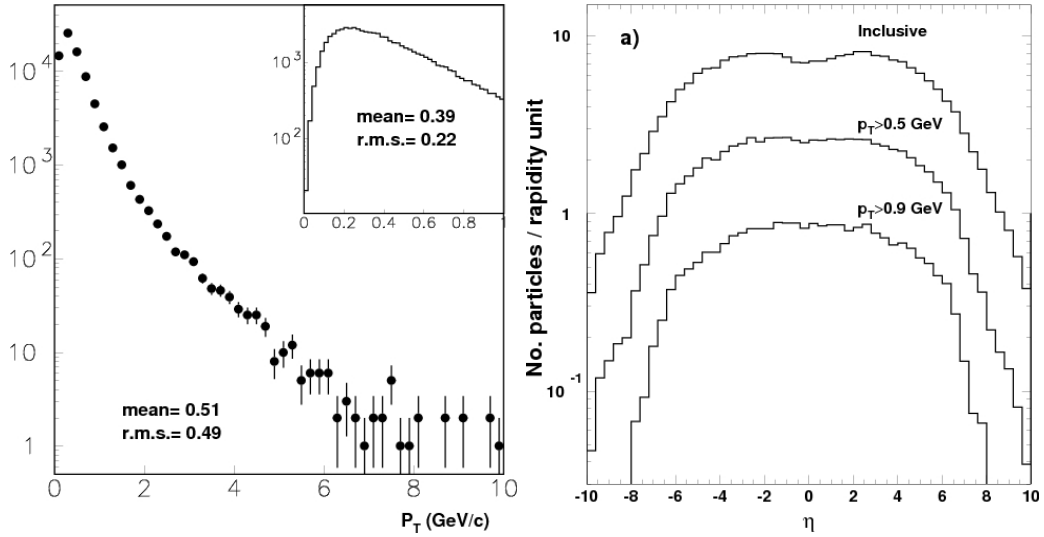 10^4
10^3
10^2
10
1
mean= 0.51
r.m.s.= 0.49
0 2 4 6 8 10
P_T (GeV/c)
10^3
10^2
mean= 0.39
r.m.s.= 0.22
0 0.2 0.4 0.6 0.8 1
a)
Inclusive
p_T>0.5 GeV
p_T>0.9 GeV
No. particles / rapidity unit
10
1
10^-1
-10 -8 -6 -4 -2 0 2 4 6 8 10
η